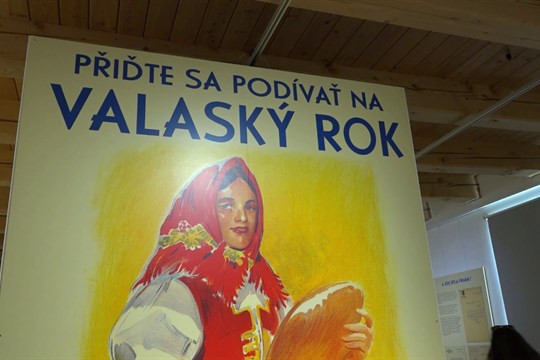 PŘIĎTE SA PODÍVAŤ NA
VALASKÝ ROK